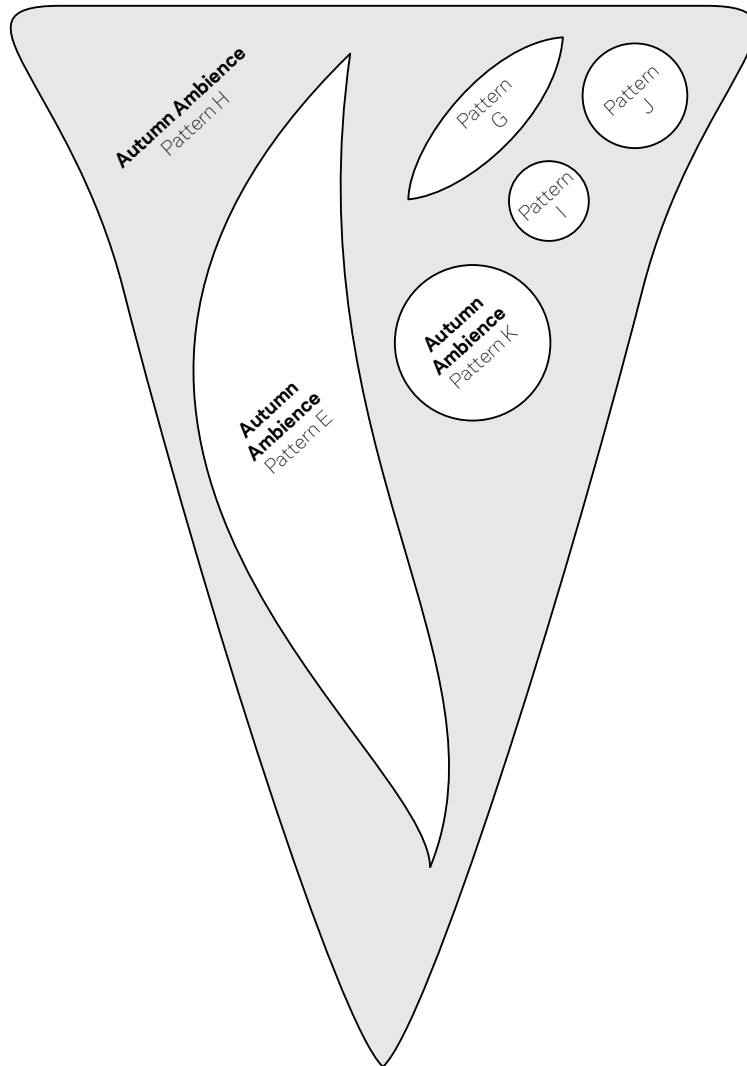 Autumn Ambience
Pattern H
Pattern
G
Pattern
J
Pattern
I
Autumn
Ambience
Pattern K
Autumn
Ambience
Pattern E